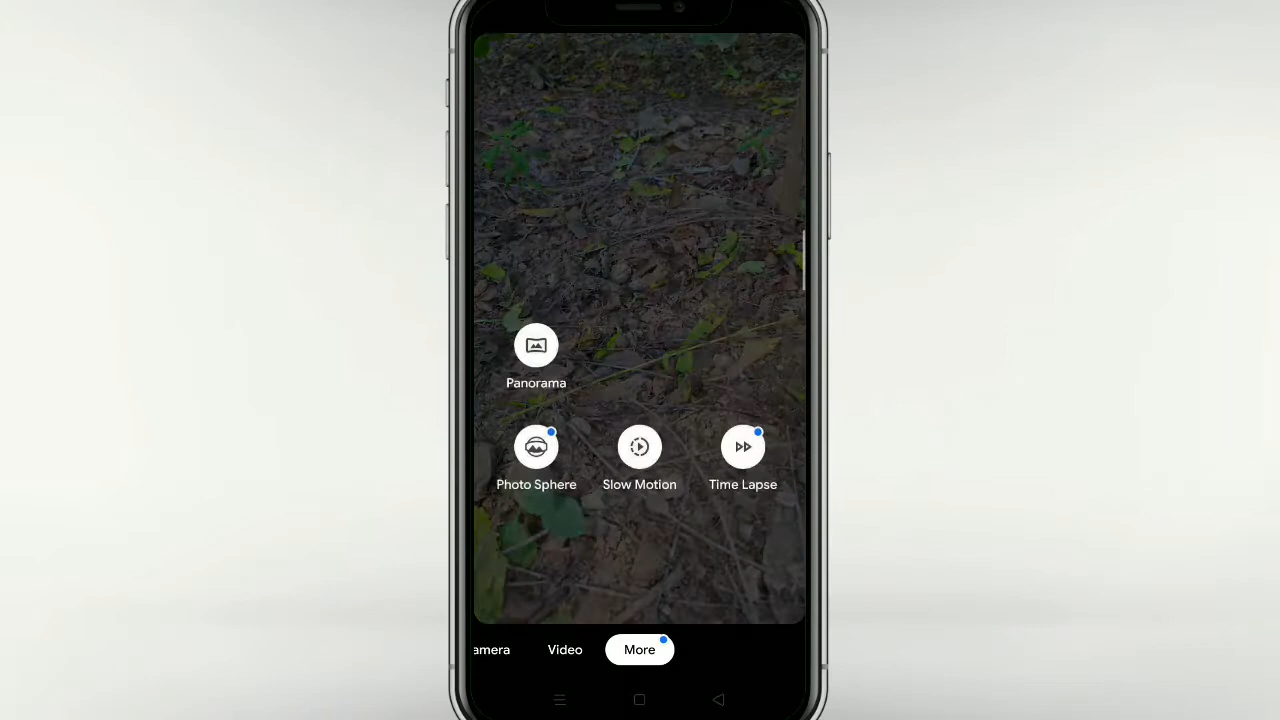 Panorama
Photo Sphere
Slow Motion
Time Lapse
amera
Video
More